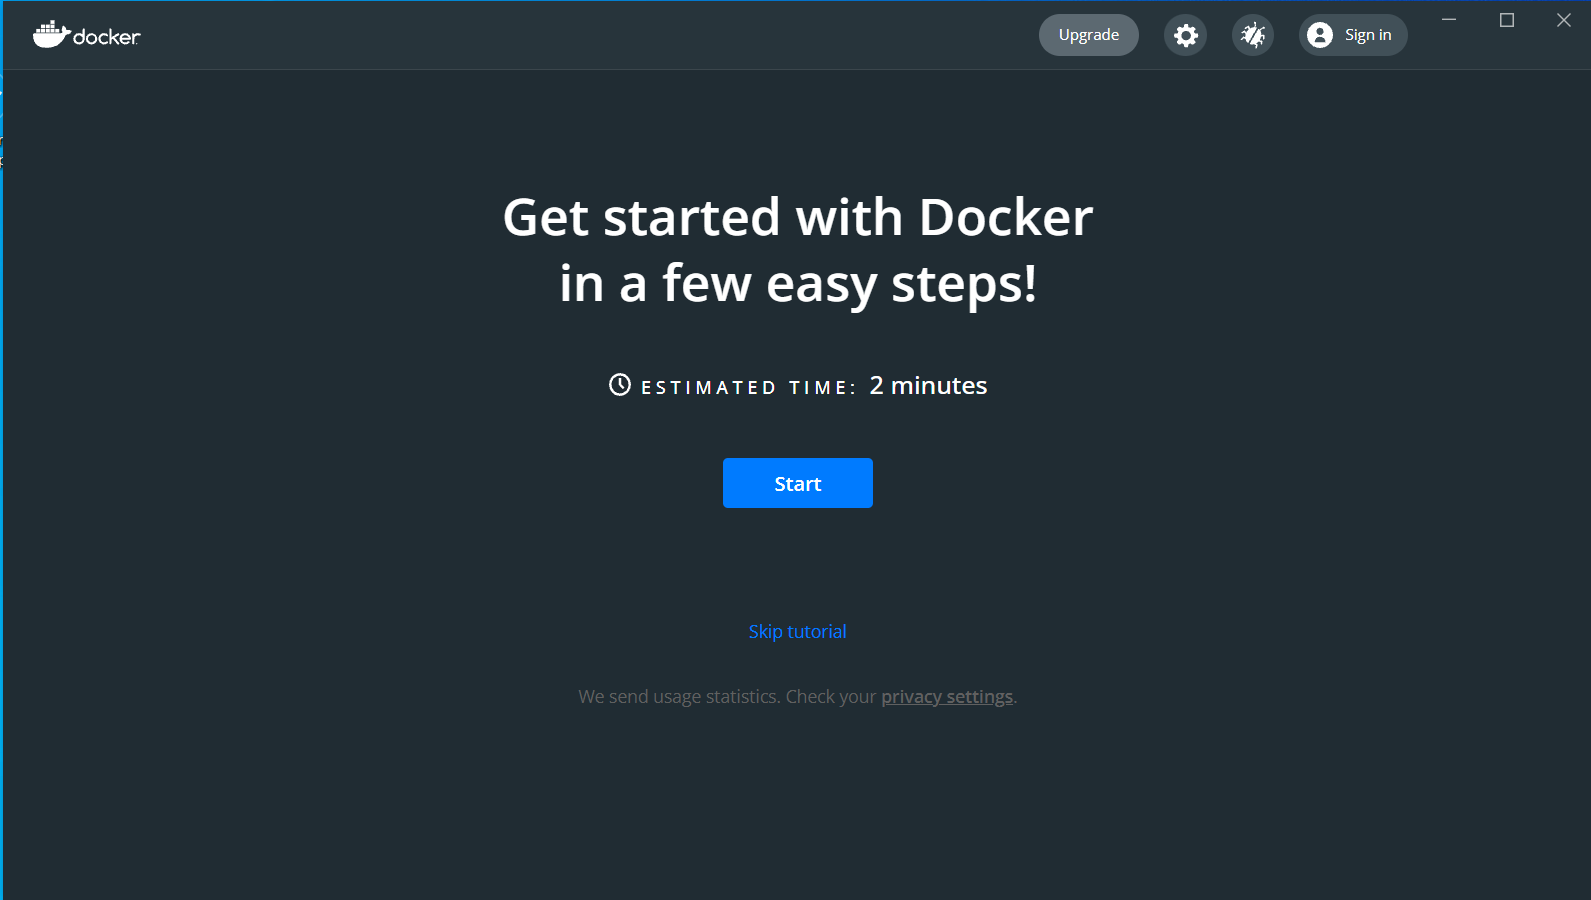 docker
Upgrade
Sign in
Get started with Docker
in a few easy steps!
ESTIMATED TIME: 2 minutes
Start
Skip tutorial
We send usage statistics. Check your privacy settings.